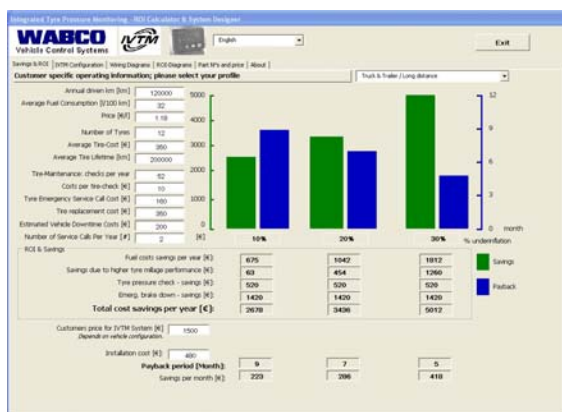 Integrated Tyre Pressure Monitoring - ROI Calculator & System Designer
WABCO
Vehicle Control Systems
IVTM
English
Exit
Savings & ROI | IVTM Configuration | Wiring Diagrams | ROI-Diagrams | Part Nºs and price | About
Customer specific operating information; please select your profile
Truck & Trailer / Long distance
Annual driven km [km] 120000
Average Fuel Consumption [l/100 km] 32
Price [€/l] 1.18
Number of Tyres 12
Average Tire-Cost [€] 350
Average Tire Lifetime [km] 200000
Tire-Maintenance: checks per year 52
Costs per tire-check [€] 10
Tyre Emergency Service Call Cost [€] 160
Tire replacement cost [€] 350
Estimated Vehicle Downtime Costs [€] 200
Number of Service Calls Per Year [#] 2
5000
4000
3000
2000
1000
0
[€]
12
9
6
3
0 month
10%
20%
30%
% underinflation
Savings
Payback
ROI & Savings
Fuel costs savings per year [€]: 675 1042 1812
Savings due to higher tyre milage performance [€]: 63 454 1260
Tyre pressure check - savings [€]: 520 520 520
Emerg. brake down - savings [€]: 1420 1420 1420
Total cost savings per year [€]: 2678 3436 5012
Customers price for IVTM System [€] 1500
Depends on vehicle configuration.
Installation cost [€]: 480
Payback period [Month]: 9 7 5
Savings per month [€]: 223 286 418